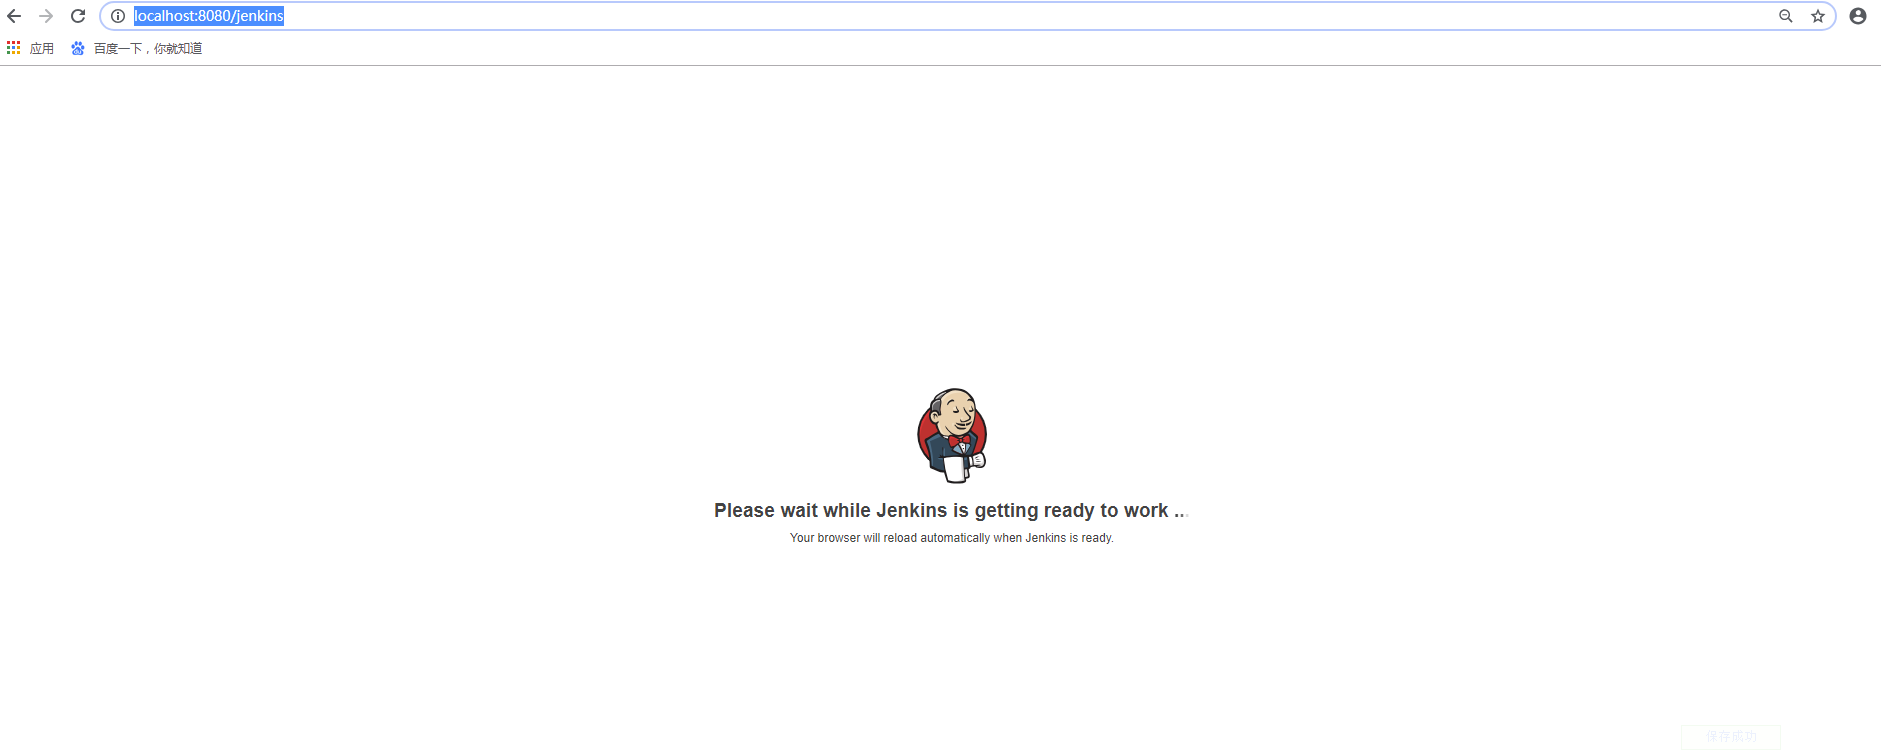 localhost:8080/jenkins
应用 百度一下，你就知道
Please wait while Jenkins is getting ready to work ...
Your browser will reload automatically when Jenkins is ready.
保存成功